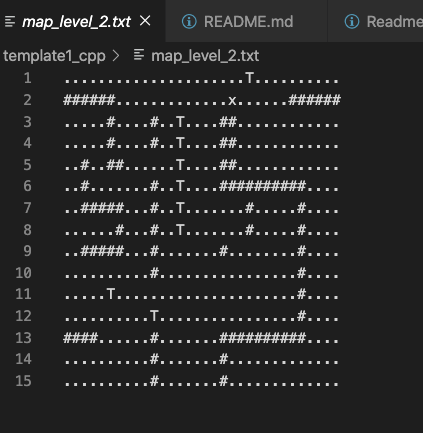 map_level_2.txt × README.md Readme
template1_cpp > map_level_2.txt
1 .....................T..........
2 ######.............x......######
3 .....#....#..T....##............
4 .....#....#..T....##............
5 ..#..##...#..T....##............
6 ..#.......#..T....##########....
7 ..#####...#..T.......#.....#....
8 ......#...#..T.......#.....#....
9 ..#####...#.......#........#....
10 ..........#................#....
11 .....T.....................#....
12 ..........T................#....
13 ####......#.......##########....
14 ..........#.......#.............
15 ..........#.......#.............